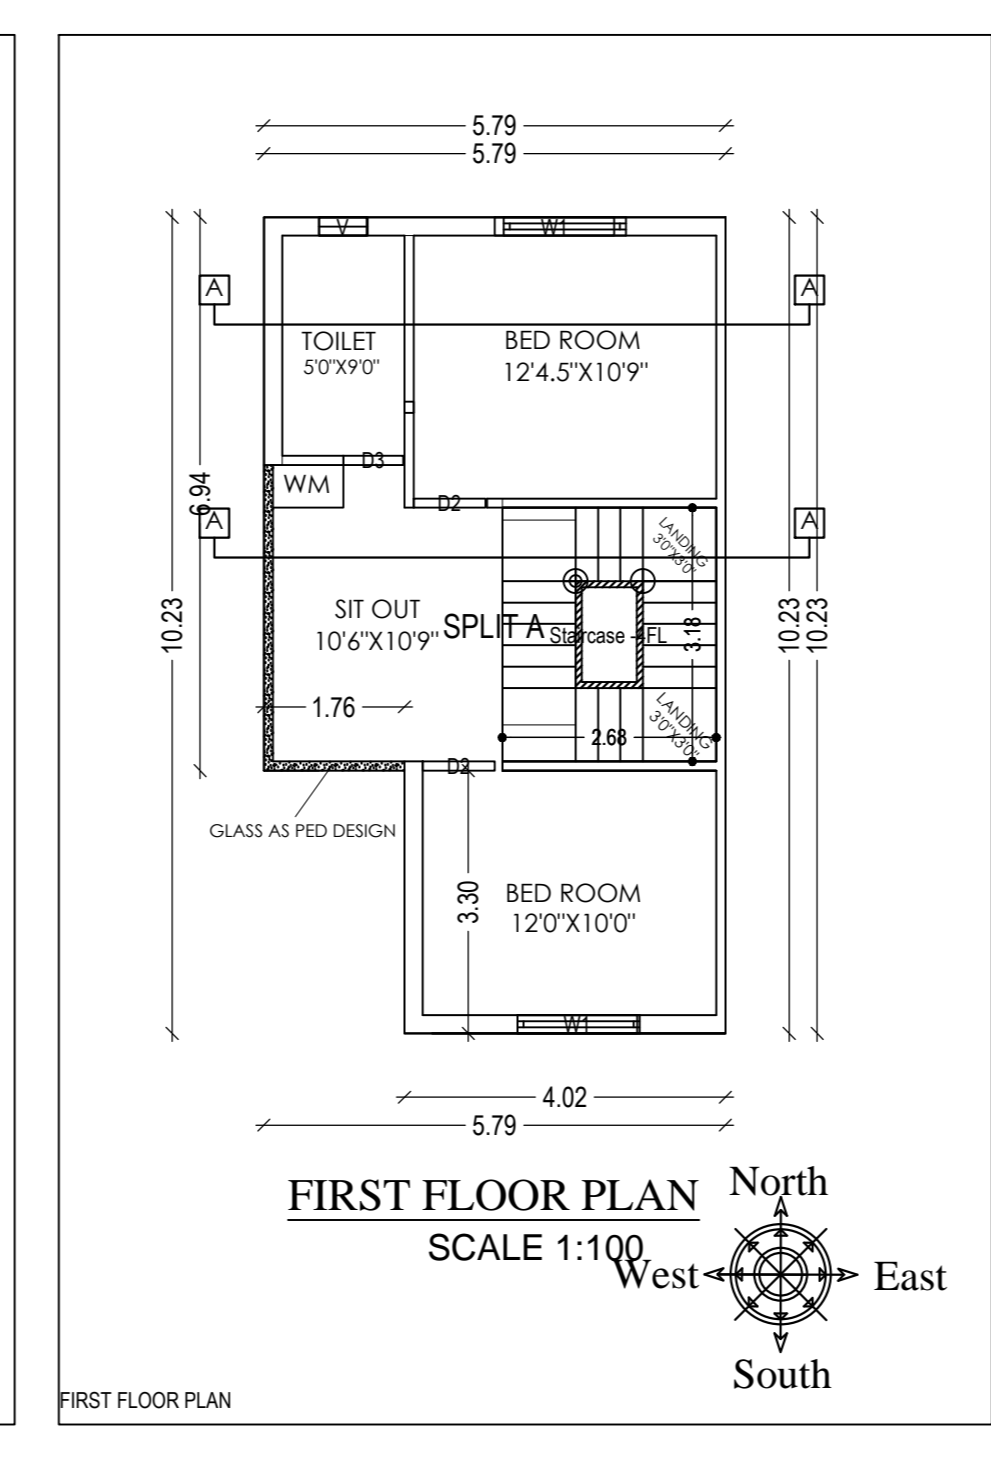 5.79
5.79
V
W1
A
A
TOILET
5'0"X9'0"
BED ROOM
12'4.5"X10'9"
D3
WM
D2
6.94
A
A
LANDING
3'0"X3'0"
10.23
SIT OUT
10'6"X10'9"
SPLIT A
Staircase -4FL
3.18
10.23
10.23
1.76
2.68
LANDING
3'0"X3'0"
D2
GLASS AS PED DESIGN
3.30
BED ROOM
12'0"X10'0"
W1
4.02
5.79
FIRST FLOOR PLAN
SCALE 1:100
North
West
East
South
FIRST FLOOR PLAN